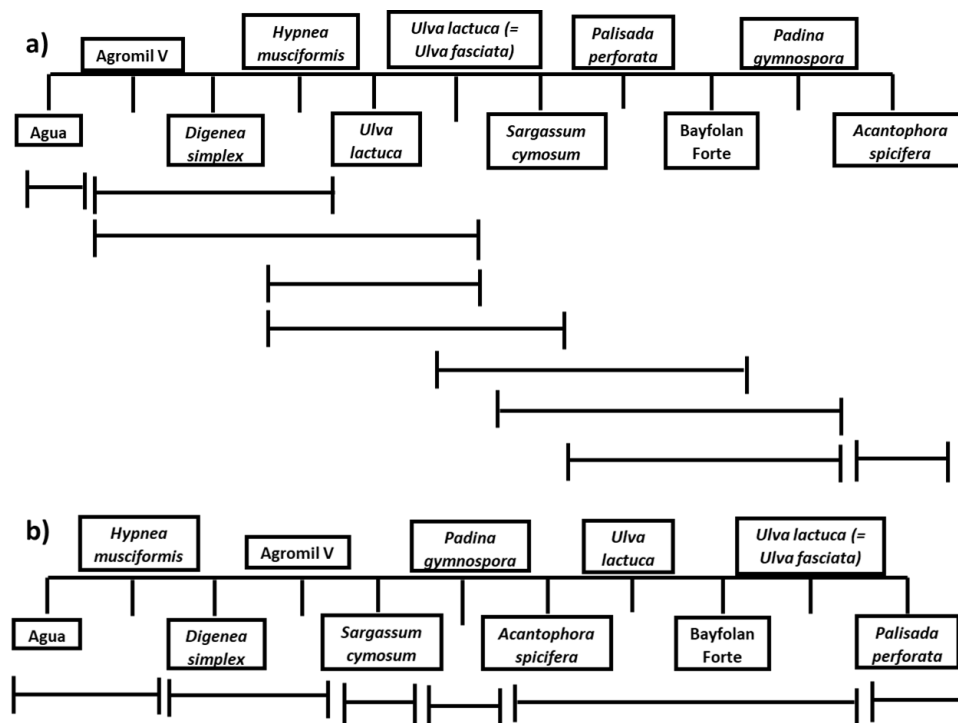 a)
Agromil V
Hypnea
musciformis
Ulva lactuca (=
Ulva fasciata)
Palisada
perforata
Padina
gymnospora
Agua
Digenea
simplex
Ulva
lactuca
Sargassum
cymosum
Bayfolan
Forte
Acantophora
spicifera
b)
Hypnea
musciformis
Agromil V
Padina
gymnospora
Ulva
lactuca
Ulva lactuca (=
Ulva fasciata)
Agua
Digenea
simplex
Sargassum
cymosum
Acantophora
spicifera
Bayfolan
Forte
Palisada
perforata